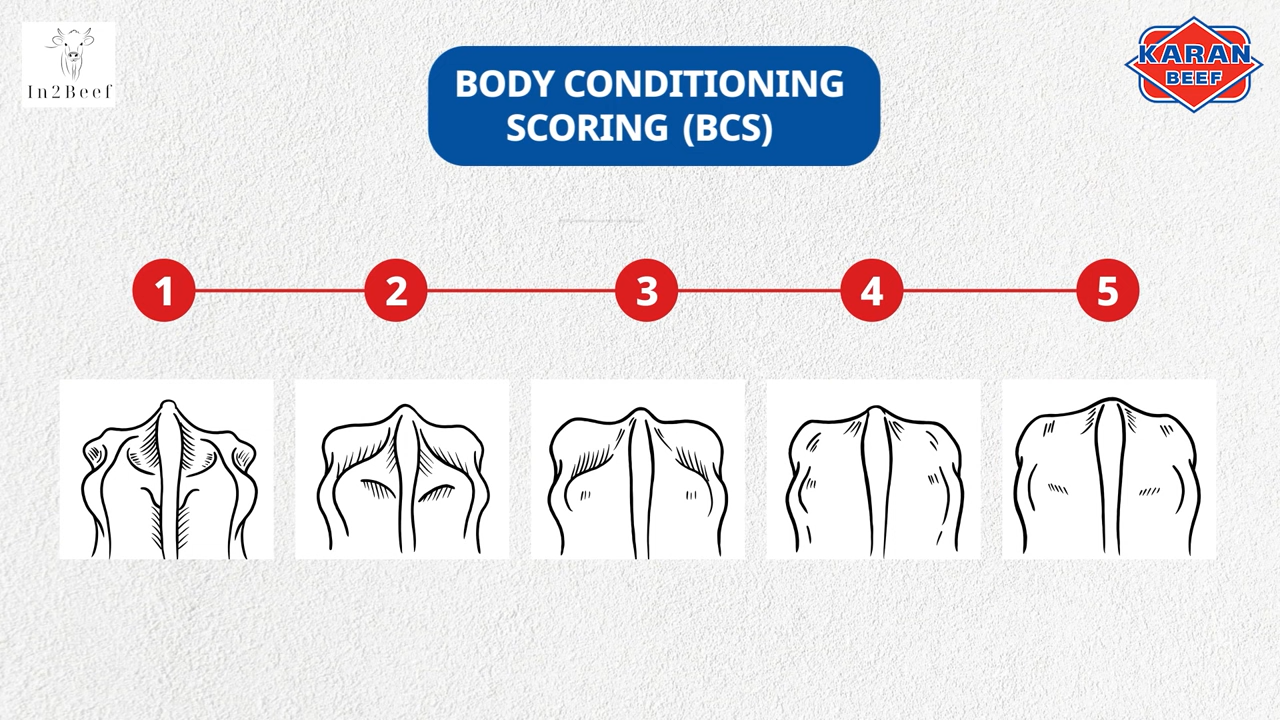 In2Beef
KARAN
BEEF
BODY CONDITIONING
SCORING (BCS)
1 2 3 4 5